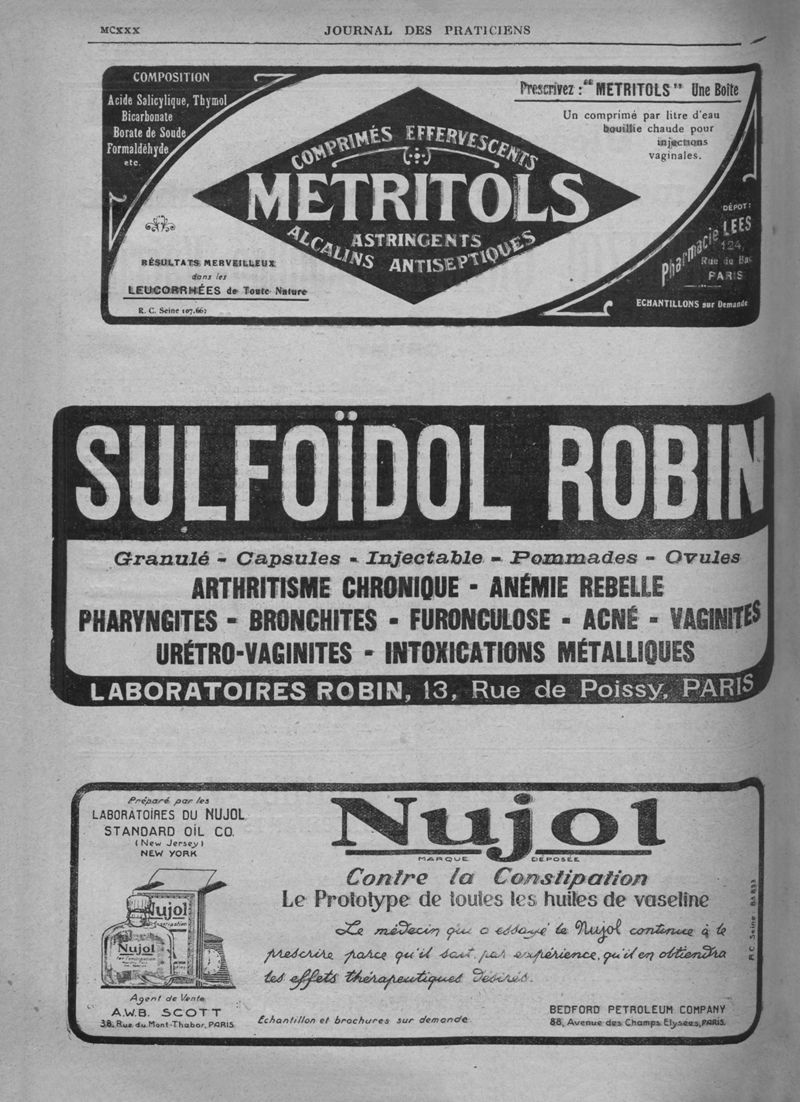 MCXXX
JOURNAL DES PRATICIENS
COMPOSITION
Acide Salicylique, Thymol
Bicarbonate
Borate de Soude
Formaldéhyde
etc.
Prescrivez : "METRITOLS" Une Boîte
Un comprimé par litre d'eau
bouillie chaude pour
injections
vaginales.
COMPRIMÉS EFFERVESCENTS
METRITOLS
ASTRINGENTS
ALCALINS ANTISEPTIQUES
RÉSULTATS MERVEILLEUX
dans les
LEUCORRHÉES de Toute Nature
R. C. Seine 107.667
DÉPOT :
Pharmacie LEES
124,
Rue du Bac
PARIS
ECHANTILLONS sur Demande
SULFOÏDOL ROBIN
Granulé - Capsules - Injectable - Pommades - Ovules
ARTHRITISME CHRONIQUE - ANÉMIE REBELLE
PHARYNGITES - BRONCHITES - FURONCULOSE - ACNÉ - VAGINITES
URÉTRO-VAGINITES - INTOXICATIONS MÉTALLIQUES
LABORATOIRES ROBIN, 13, Rue de Poissy, PARIS
Préparé par les
LABORATOIRES DU NUJOL
STANDARD OIL CO.
(New Jersey)
NEW YORK
Nujol
Nujol
Agent de Vente
A.W.B. SCOTT
38, Rue du Mont-Thabor, PARIS
Nujol
MARQUE DÉPOSÉE
Contre la Constipation
Le Prototype de toutes les huiles de vaseline
Le médecin qui a essayé le Nujol continue à le
prescrire parce qu'il sait, par expérience, qu'il en obtiendra
les effets thérapeutiques désirés.
Echantillon et brochures sur demande
BEDFORD PETROLEUM COMPANY
88, Avenue des Champs Elysées, PARIS.
R.C. Seine